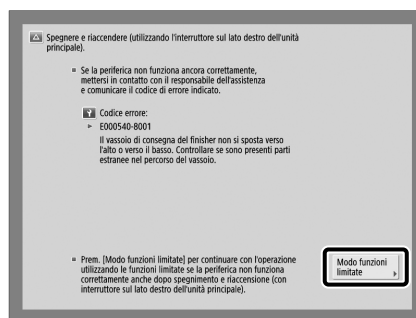 Spegnere e riaccendere (utilizzando l'interruttore sul lato destro dell'unità
principale).
Se la periferica non funziona ancora correttamente,
mettersi in contatto con il responsabile dell'assistenza
e comunicare il codice di errore indicato.
Codice errore:
E000540-8001
Il vassoio di consegna del finisher non si sposta verso
l'alto o verso il basso. Controllare se sono presenti parti
estranee nel percorso del vassoio.
Prem. [Modo funzioni limitate] per continuare con l'operazione
utilizzando le funzioni limitate se la periferica non funziona
correttamente anche dopo spegnimento e riaccensione (con
interruttore sul lato destro dell'unità principale).
Modo funzioni
limitate